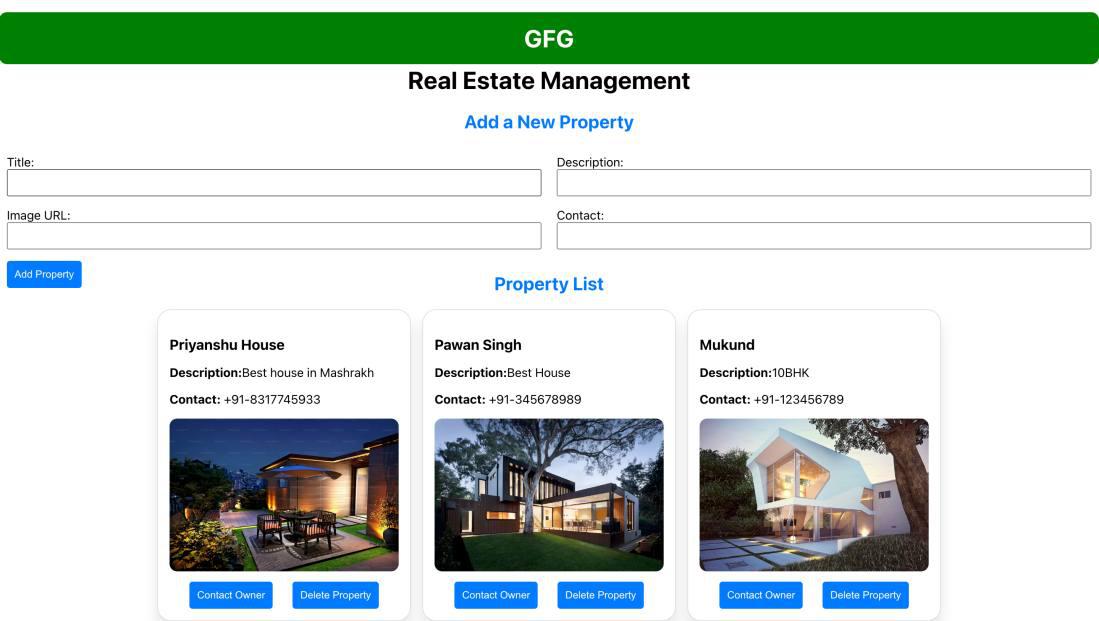 GFG
Real Estate Management
Add a New Property
Title:
Description:
Image URL:
Contact:
Add Property
Property List
Priyanshu House
Description:Best house in Mashrakh
Contact: +91-8317745933
Contact Owner
Delete Property
Pawan Singh
Description:Best House
Contact: +91-345678989
Contact Owner
Delete Property
Mukund
Description:10BHK
Contact: +91-123456789
Contact Owner
Delete Property